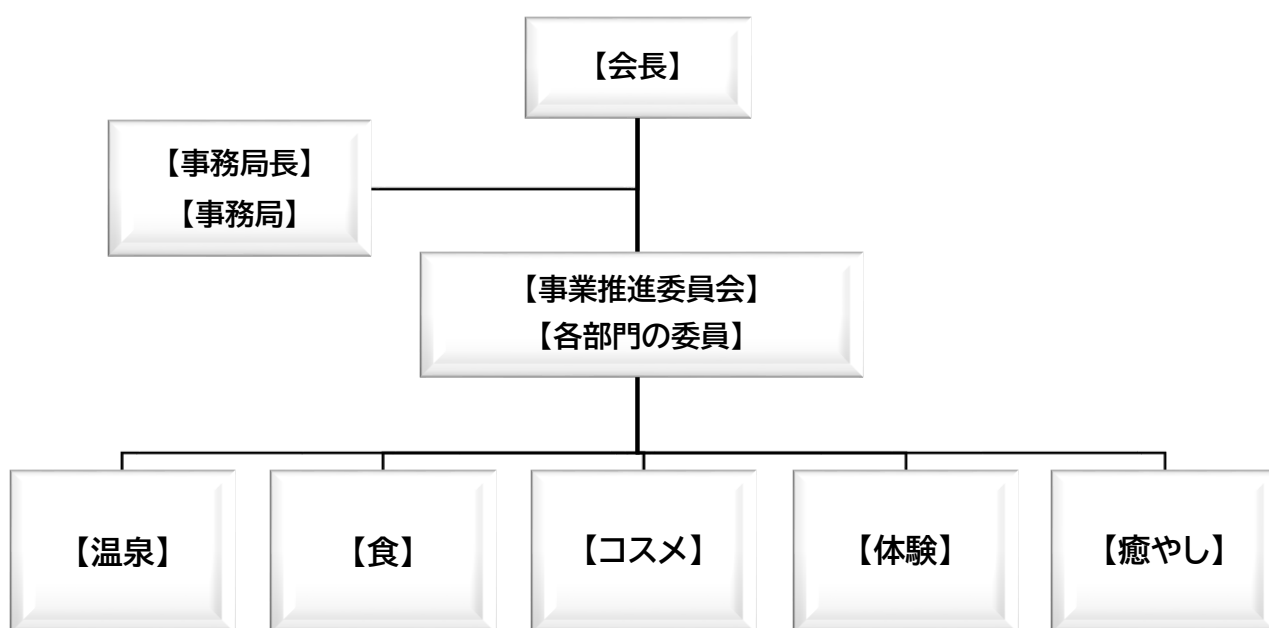 【会長】
【事務局長】
【事務局】
【事業推進委員会】
【各部門の委員】
【温泉】
【食】
【コスメ】
【体験】
【癒やし】